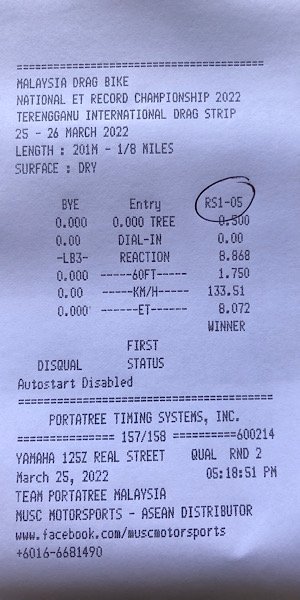 ========================================
MALAYSIA DRAG BIKE
NATIONAL ET RECORD CHAMPIONSHIP 2022
TERENGGANU INTERNATIONAL DRAG STRIP
25 - 26 MARCH 2022
LENGTH : 201M - 1/8 MILES
SURFACE : DRY
BYE Entry RS1-05
0.000 0.000 TREE 0.500
0.00 DIAL-IN 0.00
-LB3- REACTION 8.868
0.000 ------60FT----- 1.750
0.00 -----KM/H----- 133.51
0.000 ------ET----- 8.072
WINNER
FIRST
DISQUAL STATUS
Autostart Disabled
========================================
PORTATREE TIMING SYSTEMS, INC.
=============== 157/158 ==========600214
YAMAHA 125Z REAL STREET QUAL RND 2
March 25, 2022 05:18:51 PM
TEAM PORTATREE MALAYSIA
MUSC MOTORSPORTS - ASEAN DISTRIBUTOR
www.facebook.com/muscmotorsports
+6016-6681490